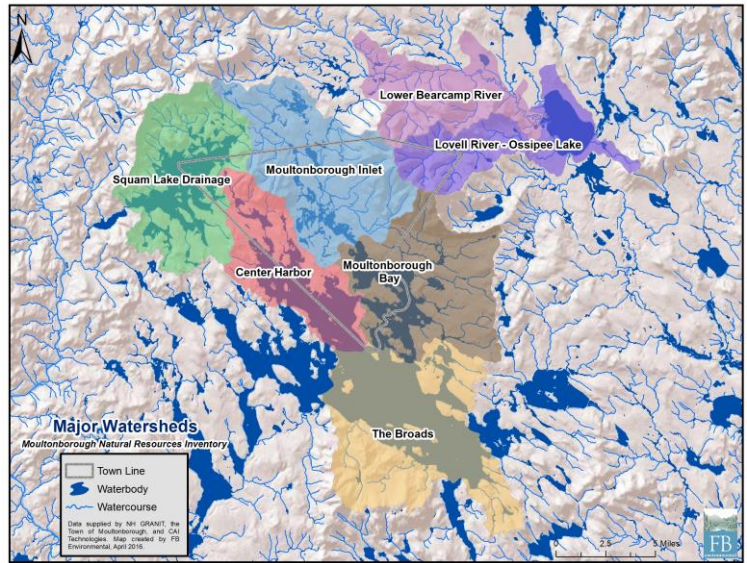 N
Lower Bearcamp River
Lovell River - Ossipee Lake
Moultonborough Inlet
Squam Lake Drainage
Center Harbor
Moultonborough
Bay
The Broads
Major Watersheds
Moultonborough Natural Resources Inventory
Town Line
Waterbody
Watercourse
Data supplied by NH GRANIT, the
Town of Moultonborough, and CAI
Technologies. Map created by FB
Environmental, April 2016.
0 2.5 5 Miles
FB